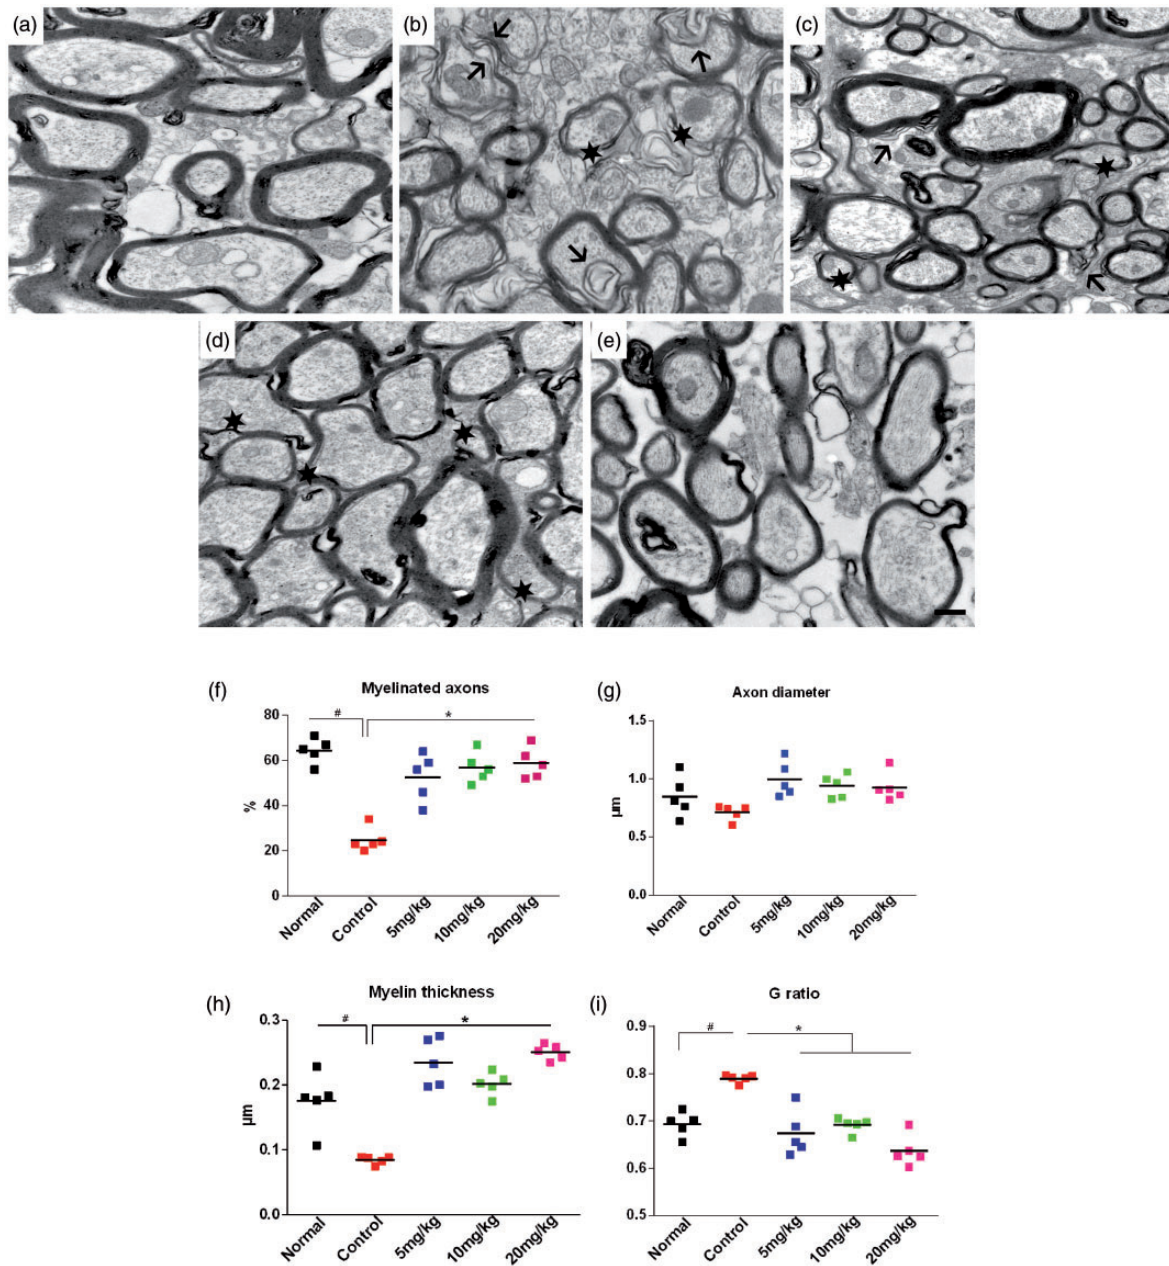 (a)
(b)
(c)
(d)
(e)
(f)
Myelinated axons
#
*
80
60
40
20
0
%
Normal
Control
5mg/kg
10mg/kg
20mg/kg
(g)
Axon diameter
1.5
1.0
0.5
0.0
µm
Normal
Control
5mg/kg
10mg/kg
20mg/kg
(h)
Myelin thickness
#
*
0.3
0.2
0.1
0.0
µm
Normal
Control
5mg/kg
10mg/kg
20mg/kg
(i)
G ratio
#
*
0.9
0.8
0.7
0.6
0.5
Normal
Control
5mg/kg
10mg/kg
20mg/kg